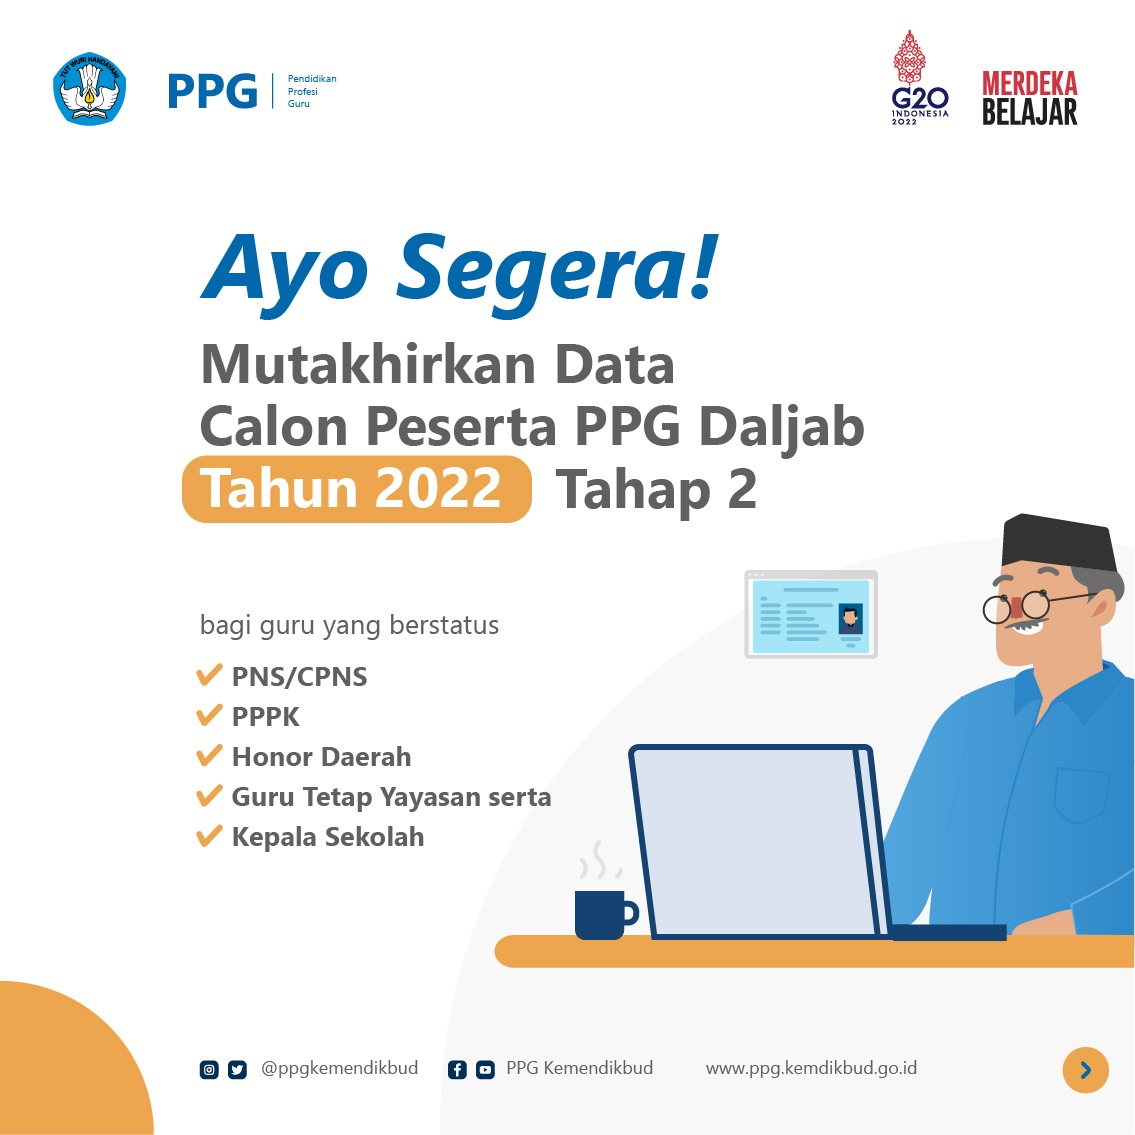 TUT WURI HANDAYANI
PPG
Pendidikan
Profesi
Guru
G20
INDONESIA
2022
MERDEKA
BELAJAR
Ayo Segera!
Mutakhirkan Data
Calon Peserta PPG Daljab
Tahun 2022 Tahap 2
bagi guru yang berstatus
PNS/CPNS
PPPK
Honor Daerah
Guru Tetap Yayasan serta
Kepala Sekolah
@ppgkemendikbud PPG Kemendikbud www.ppg.kemdikbud.go.id